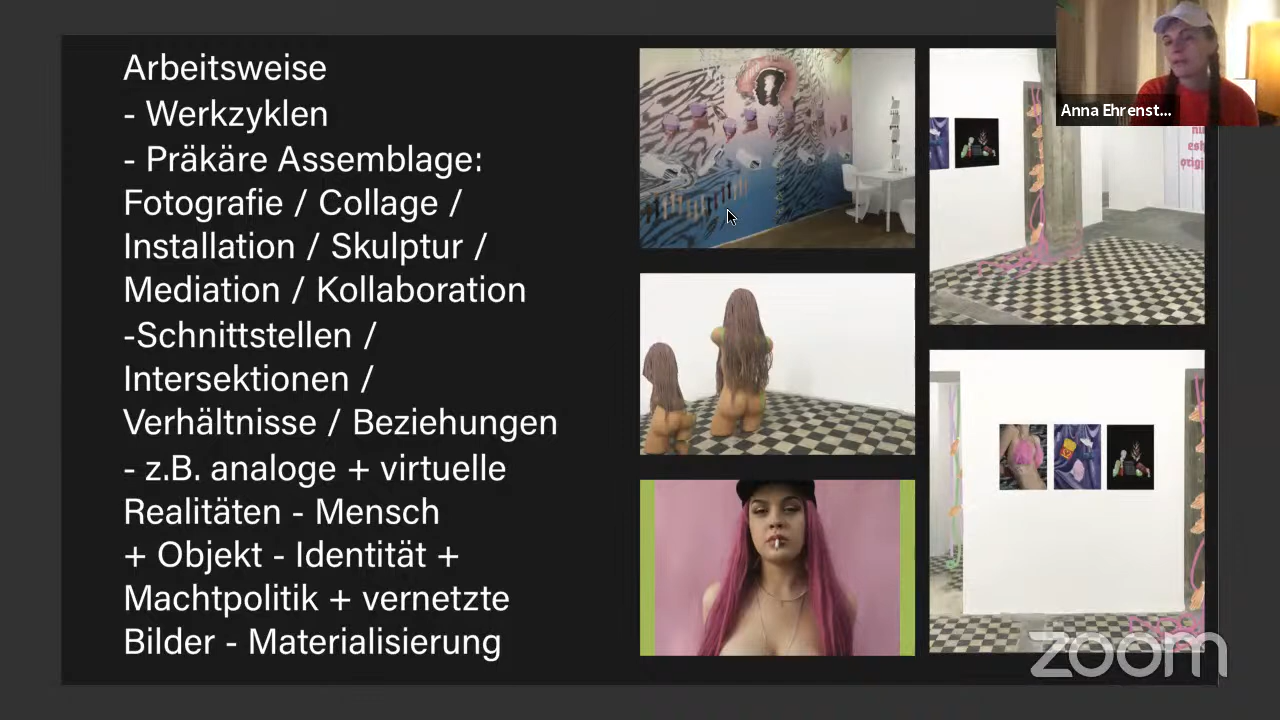 Arbeitsweise
- Werkzyklen
- Präkäre Assemblage:
Fotografie / Collage /
Installation / Skulptur /
Mediation / Kollaboration
-Schnittstellen /
Intersektionen /
Verhältnisse / Beziehungen
- z.B. analoge + virtuelle
Realitäten - Mensch
+ Objekt - Identität +
Machtpolitik + vernetzte
Bilder - Materialisierung
Anna Ehrenst...
zoom